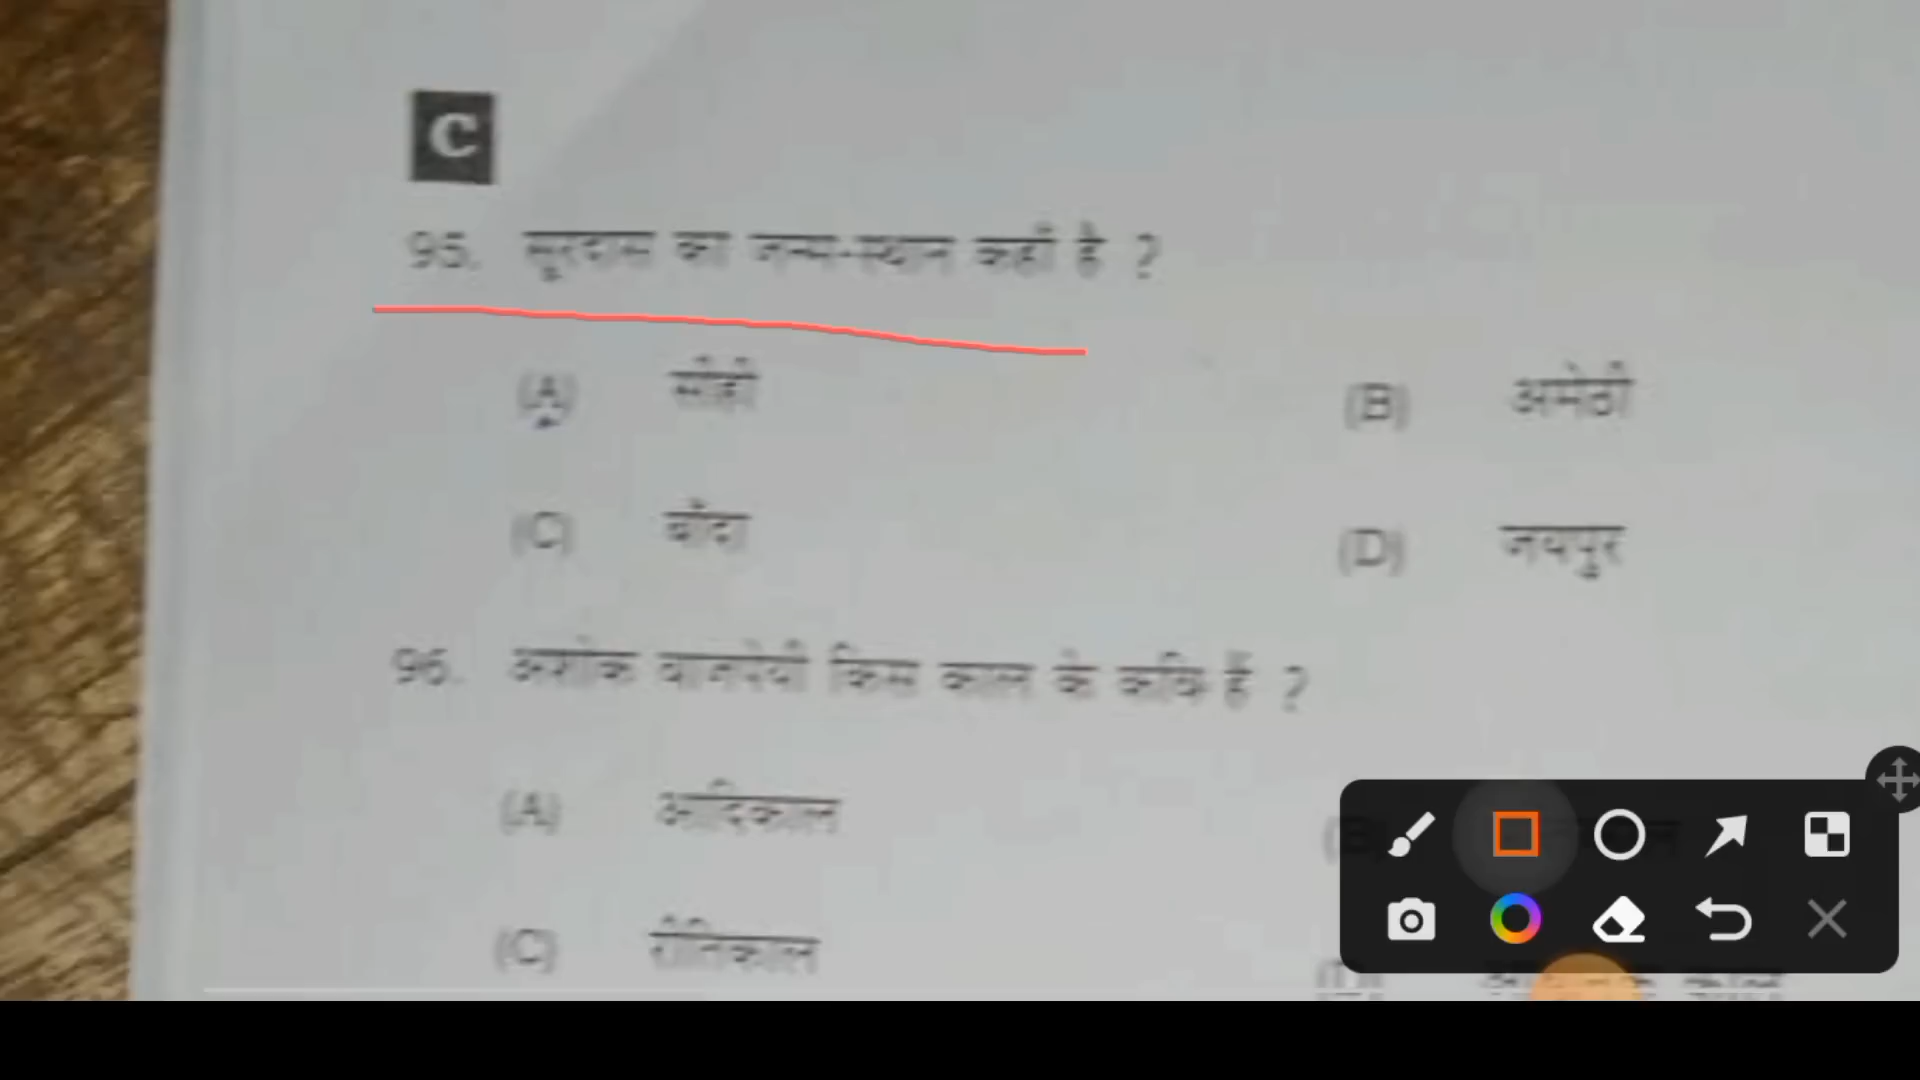 C
95. सूरदास का जन्म-स्थान कहाँ है ?
(A) सीही (B) अमेठी
(C) बाँदा (D) जयपुर
96. अशोक वाजपेयी किस काल के कवि हैं ?
(A) आदिकाल (B)
(C) रीतिकाल (D) काल